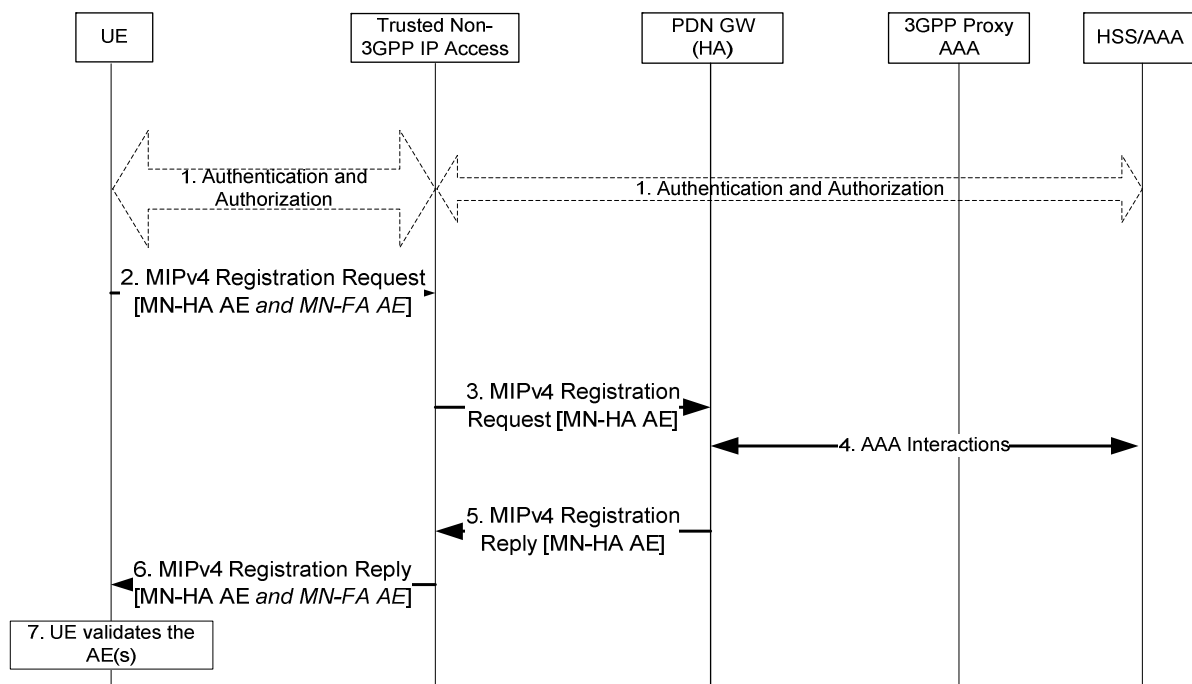 UE
Trusted Non-
3GPP IP Access
PDN GW
(HA)
3GPP Proxy
AAA
HSS/AAA
1. Authentication and
Authorization
1. Authentication and Authorization
2. MIPv4 Registration Request
[MN-HA AE and MN-FA AE]
3. MIPv4 Registration
Request [MN-HA AE]
4. AAA Interactions
5. MIPv4 Registration
Reply [MN-HA AE]
6. MIPv4 Registration Reply
[MN-HA AE and MN-FA AE]
7. UE validates the
AE(s)